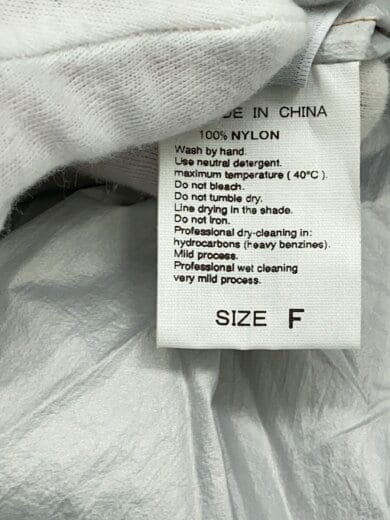 DE IN CHINA
100% NYLON
Wash by hand.
Use neutral detergent.
maximum temperature ( 40°C ).
Do not bleach.
Do not tumble dry.
Line drying in the shade.
Do not iron.
Professional dry-cleaning in:
hydrocarbons (heavy benzines).
Mild process.
Professional wet cleaning
very mild process.
SIZE F